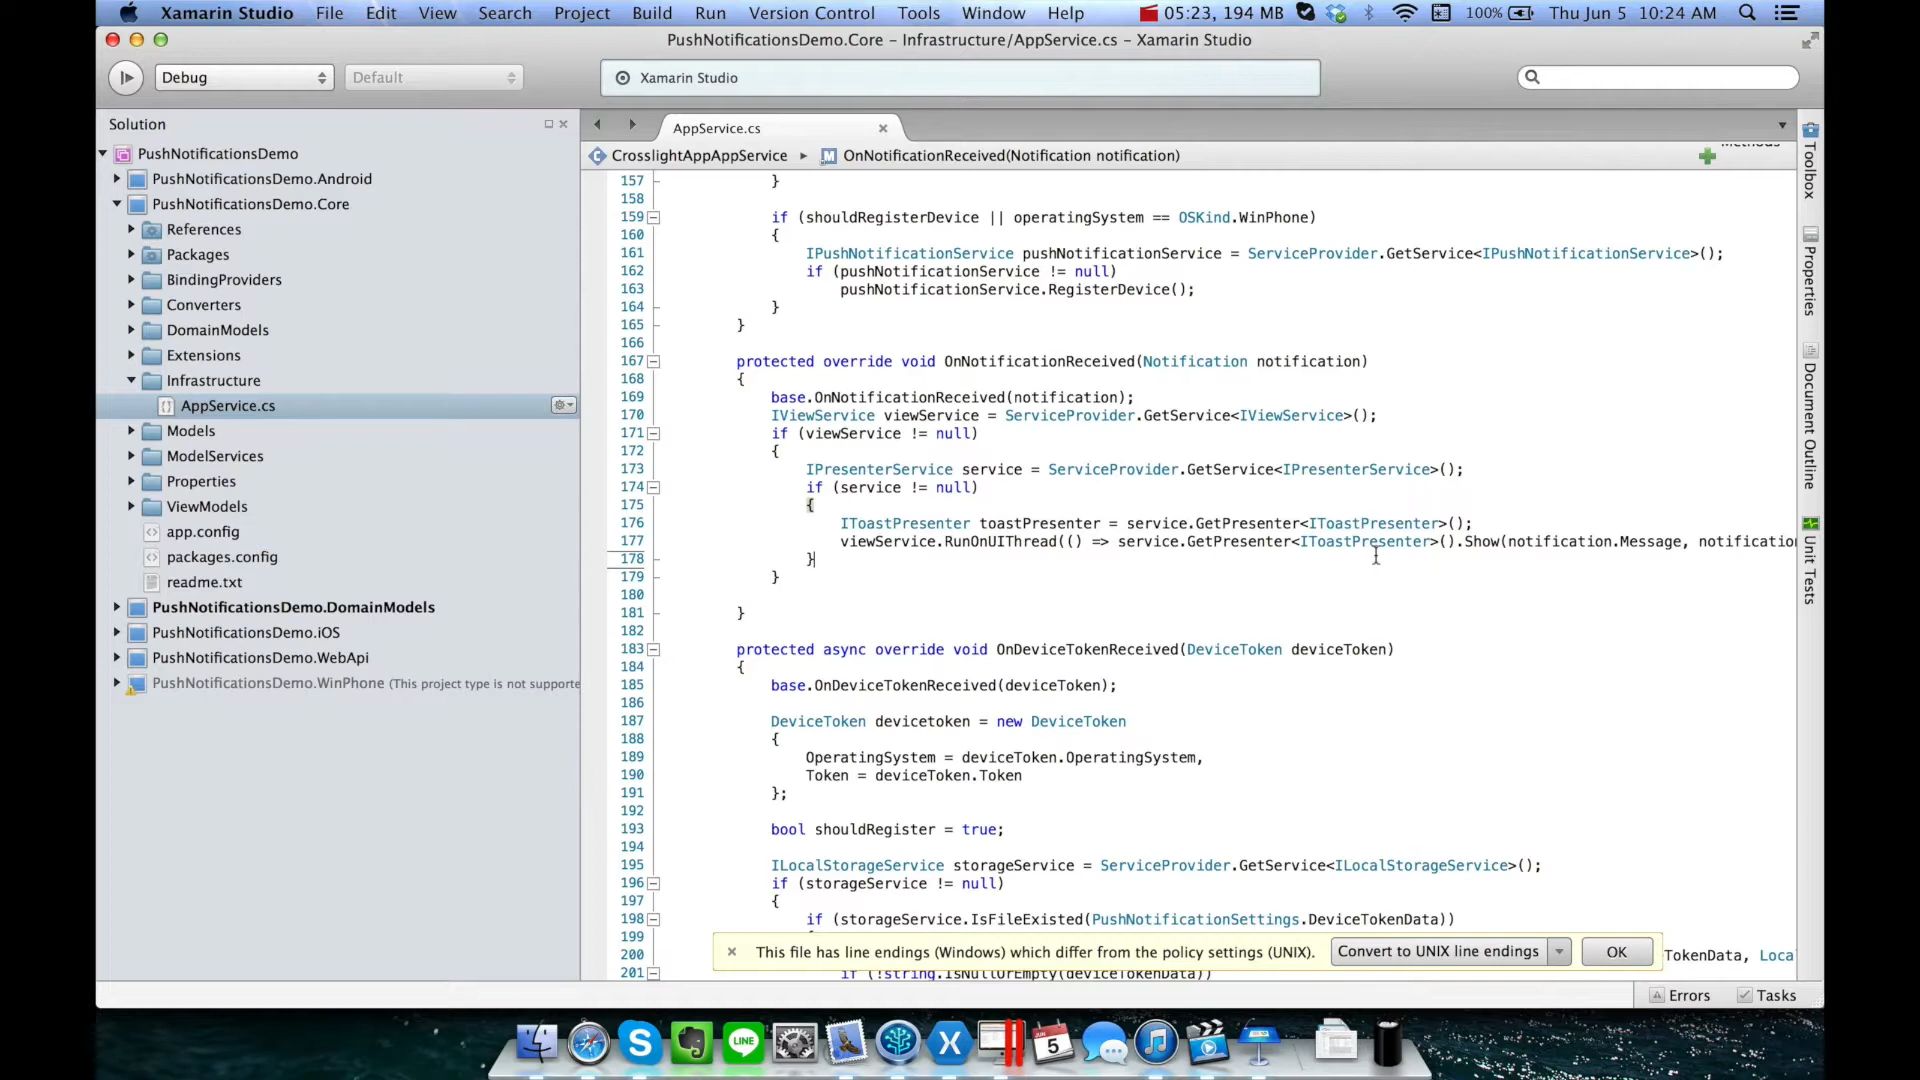 Xamarin Studio File Edit View Search Project Build Run Version Control Tools Window Help 05:23, 194 MB 100% Thu Jun 5 10:24 AM
PushNotificationsDemo.Core – Infrastructure/AppService.cs – Xamarin Studio
Debug Default Xamarin Studio
Solution
PushNotificationsDemo
PushNotificationsDemo.Android
PushNotificationsDemo.Core
References
Packages
BindingProviders
Converters
DomainModels
Extensions
Infrastructure
AppService.cs
Models
ModelServices
Properties
ViewModels
app.config
packages.config
readme.txt
PushNotificationsDemo.DomainModels
PushNotificationsDemo.iOS
PushNotificationsDemo.WebApi
PushNotificationsDemo.WinPhone (This project type is not supporte
AppService.cs
CrosslightAppAppService OnNotificationReceived(Notification notification)
157 }
158
159 if (shouldRegisterDevice || operatingSystem == OSKind.WinPhone)
160 {
161 IPushNotificationService pushNotificationService = ServiceProvider.GetService<IPushNotificationService>();
162 if (pushNotificationService != null)
163 pushNotificationService.RegisterDevice();
164 }
165 }
166
167 protected override void OnNotificationReceived(Notification notification)
168 {
169 base.OnNotificationReceived(notification);
170 IViewService viewService = ServiceProvider.GetService<IViewService>();
171 if (viewService != null)
172 {
173 IPresenterService service = ServiceProvider.GetService<IPresenterService>();
174 if (service != null)
175 {
176 IToastPresenter toastPresenter = service.GetPresenter<IToastPresenter>();
177 viewService.RunOnUIThread(() => service.GetPresenter<IToastPresenter>().Show(notification.Message, notification
178 }
179 }
180
181 }
182
183 protected async override void OnDeviceTokenReceived(DeviceToken deviceToken)
184 {
185 base.OnDeviceTokenReceived(deviceToken);
186
187 DeviceToken devicetoken = new DeviceToken
188 {
189 OperatingSystem = deviceToken.OperatingSystem,
190 Token = deviceToken.Token
191 };
192
193 bool shouldRegister = true;
194
195 ILocalStorageService storageService = ServiceProvider.GetService<ILocalStorageService>();
196 if (storageService != null)
197 {
198 if (storageService.IsFileExisted(PushNotificationSettings.DeviceTokenData))
199
200 TokenData, Loca
201 if (!string.IsNullOrEmpty(deviceTokenData))
This file has line endings (Windows) which differ from the policy settings (UNIX). Convert to UNIX line endings OK
Toolbox
Properties
Document Outline
Unit Tests
Errors Tasks
LINE
JUN
5